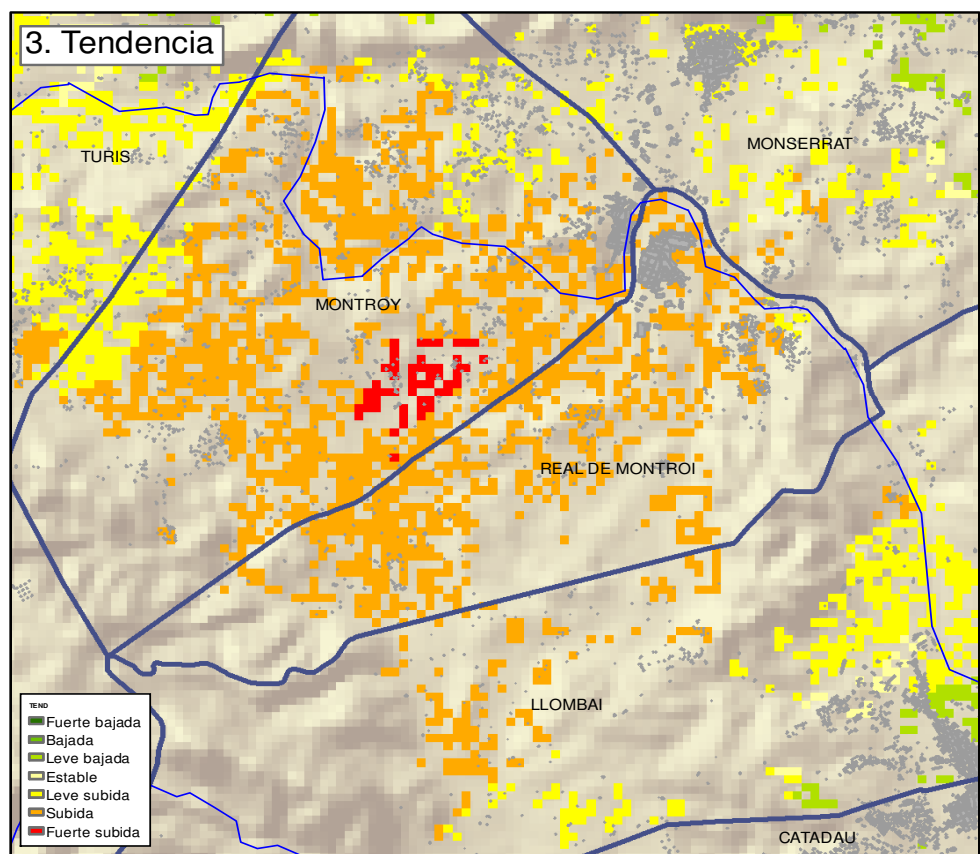 3. Tendencia
TURIS
MONSERRAT
MONTROY
REAL DE MONTROI
LLOMBAI
CATADAU
TEND
Fuerte bajada
Bajada
Leve bajada
Estable
Leve subida
Subida
Fuerte subida